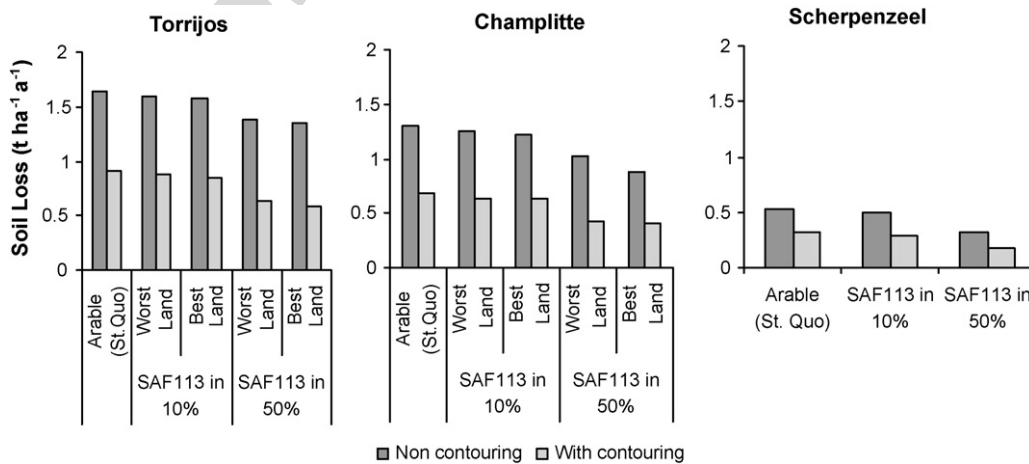 Torrijos
Champlitte
Scherpenzeel
Soil Loss (t ha⁻¹ a⁻¹)
2
1.5
1
0.5
0
2
1.5
1
0.5
0
2
1.5
1
0.5
0
Arable
(St.Quo)
Worst
Land
Best
Land
Worst
Land
Best
Land
SAF113 in
10%
SAF113 in
50%
Arable
(St.Quo)
Worst
Land
Best
Land
Worst
Land
Best
Land
SAF113 in
10%
SAF113 in
50%
Arable
(St. Quo)
SAF113 in
10%
SAF113 in
50%
Non contouring
With contouring